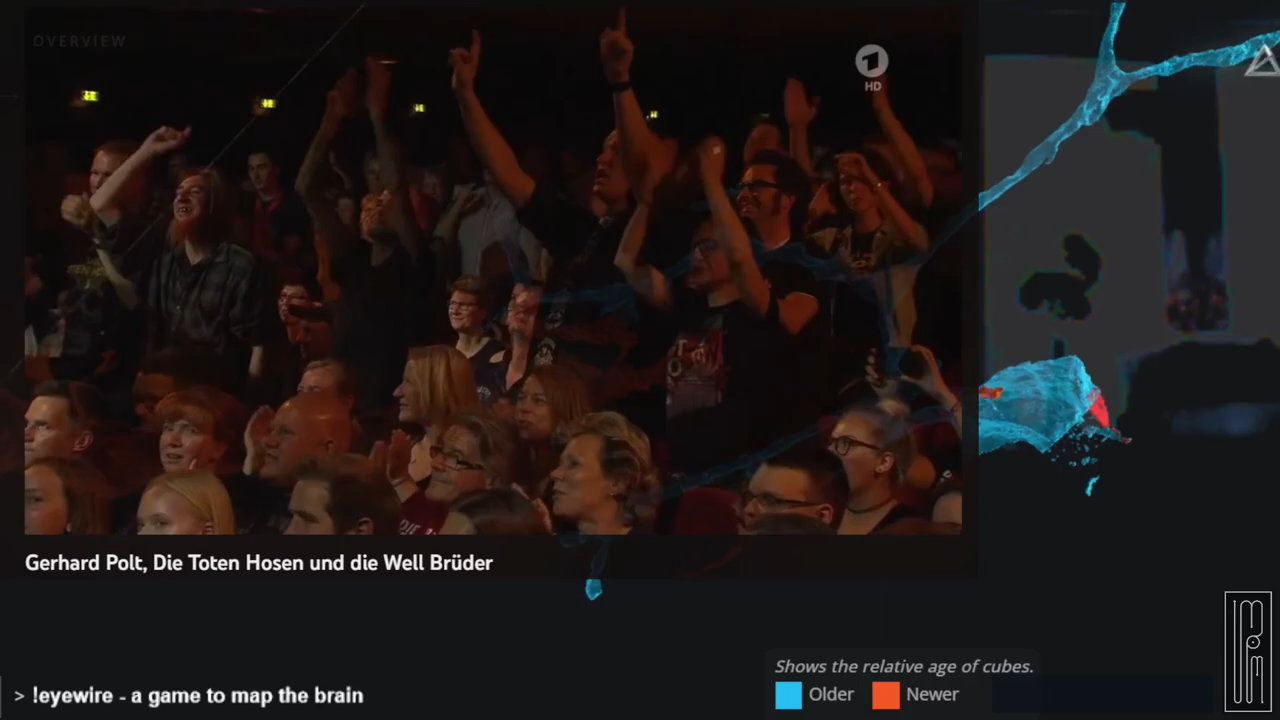 OVERVIEW
HD
Gerhard Polt, Die Toten Hosen und die Well Brüder
Shows the relative age of cubes.
Older
Newer
> !eyewire - a game to map the brain